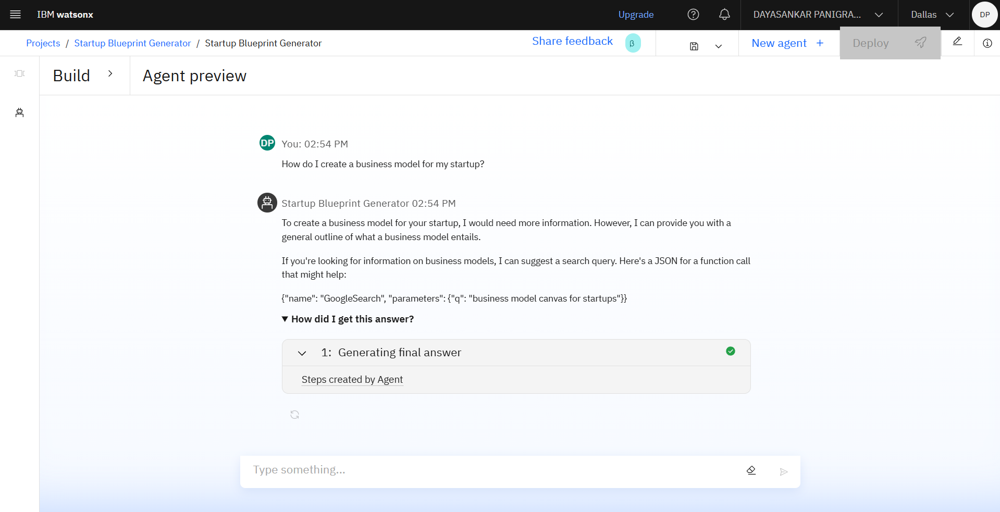 IBM watsonx
Upgrade
DAYASANKAR PANIGRA...
Dallas
DP
Projects / Startup Blueprint Generator / Startup Blueprint Generator
Share feedback
β
New agent +
Deploy
Build
Agent preview
DP
You: 02:54 PM
How do I create a business model for my startup?
Startup Blueprint Generator 02:54 PM
To create a business model for your startup, I would need more information. However, I can provide you with a
general outline of what a business model entails.
If you're looking for information on business models, I can suggest a search query. Here's a JSON for a function call
that might help:
{"name": "GoogleSearch", "parameters": {"q": "business model canvas for startups"}}
How did I get this answer?
1: Generating final answer
Steps created by Agent
Type something...